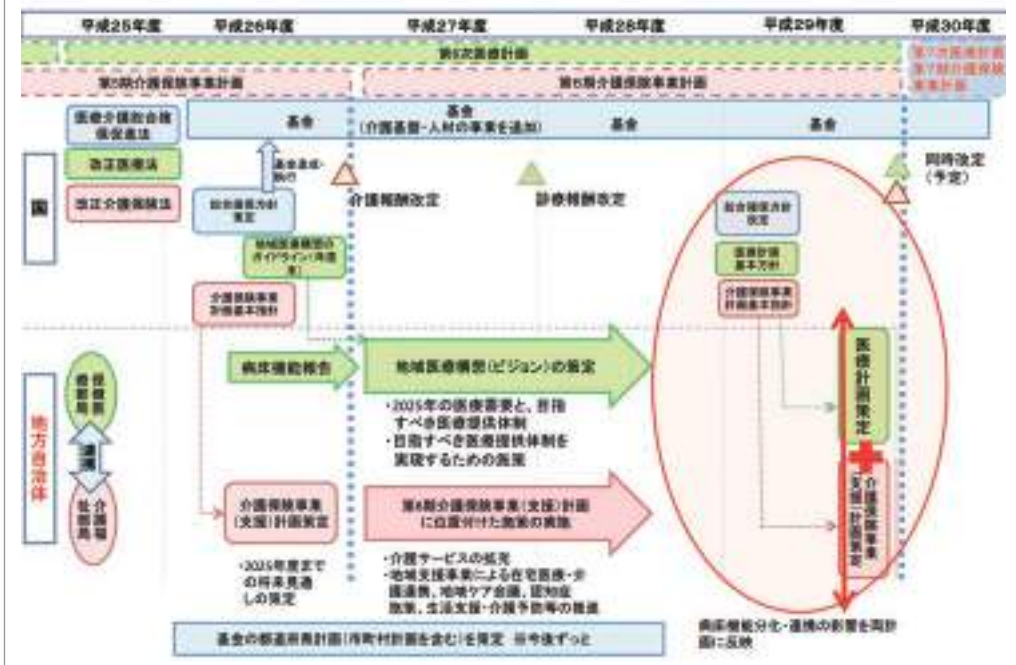 平成25年度 平成26年度 平成27年度 平成28年度 平成29年度 平成30年度
第6次医療計画
第7次医療計画
第5期介護保険事業計画
第6期介護保険事業計画
第7期介護保険
事業計画
医療介護総合確
保促進法
基金
基金
(介護基盤・人材の事業を追加)
基金
基金
改正医療法
基金造成・
執行
改正介護保険法
国
総合確保方針
策定
介護報酬改定
診療報酬改定
同時改定
(予定)
地域医療構想の
ガイドライン(年度
末)
介護保険事業
計画基本指針
総合確保方針
改定
医療計画
基本方針
介護保険事業
計画基本指針
地方自治体
連携
介護福
祉部局
病床機能報告
地域医療構想(ビジョン)の策定
・2025年の医療需要と、目指
すべき医療提供体制
・目指すべき医療提供体制を
実現するための施策
医療計画策定
介護保険事業
(支援)計画策定
・2025年度まで
の将来見通
しの策定
第6期介護保険事業(支援)計画
に位置付けた施策の実施
・介護サービスの拡充
・地域支援事業による在宅医療・介
護連携、地域ケア会議、認知症
施策、生活支援・介護予防等の推進
介護保険事業
(支援)計画策定
病床機能分化・連携の影響を両計
画に反映
基金の都道府県計画(市町村計画を含む)を策定 ※今後ずっと